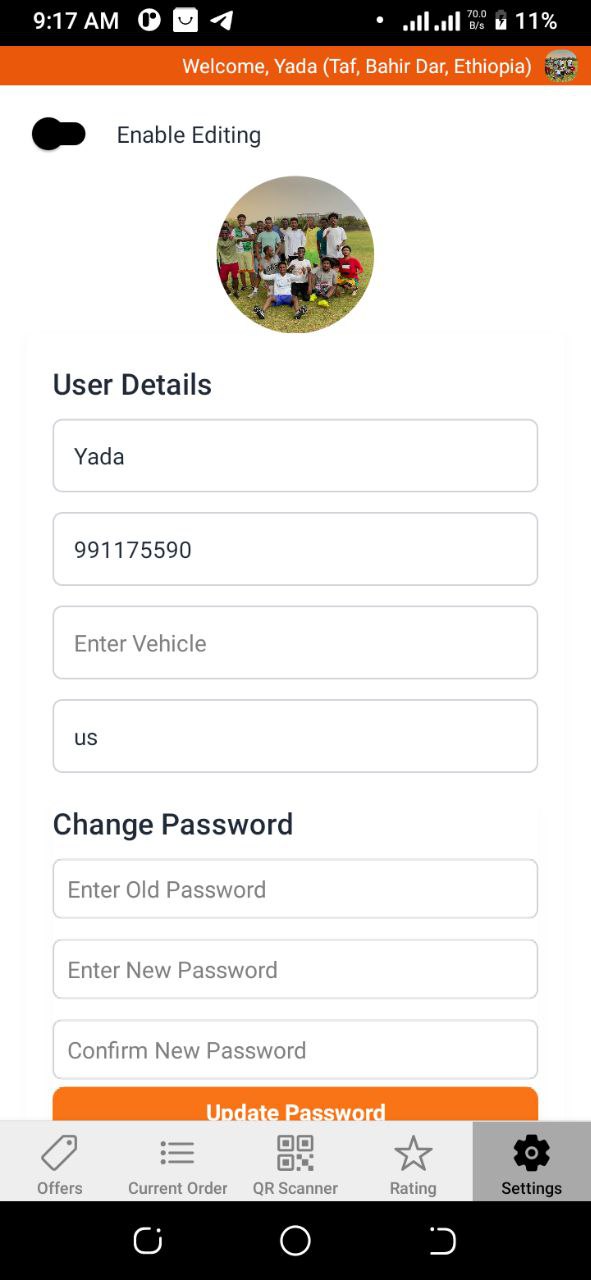 9:17 AM 70.0 B/s 11%
Welcome, Yada (Taf, Bahir Dar, Ethiopia)
Enable Editing
User Details
Yada
991175590
Enter Vehicle
us
Change Password
Enter Old Password
Enter New Password
Confirm New Password
Update Password
Offers Current Order QR Scanner Rating Settings